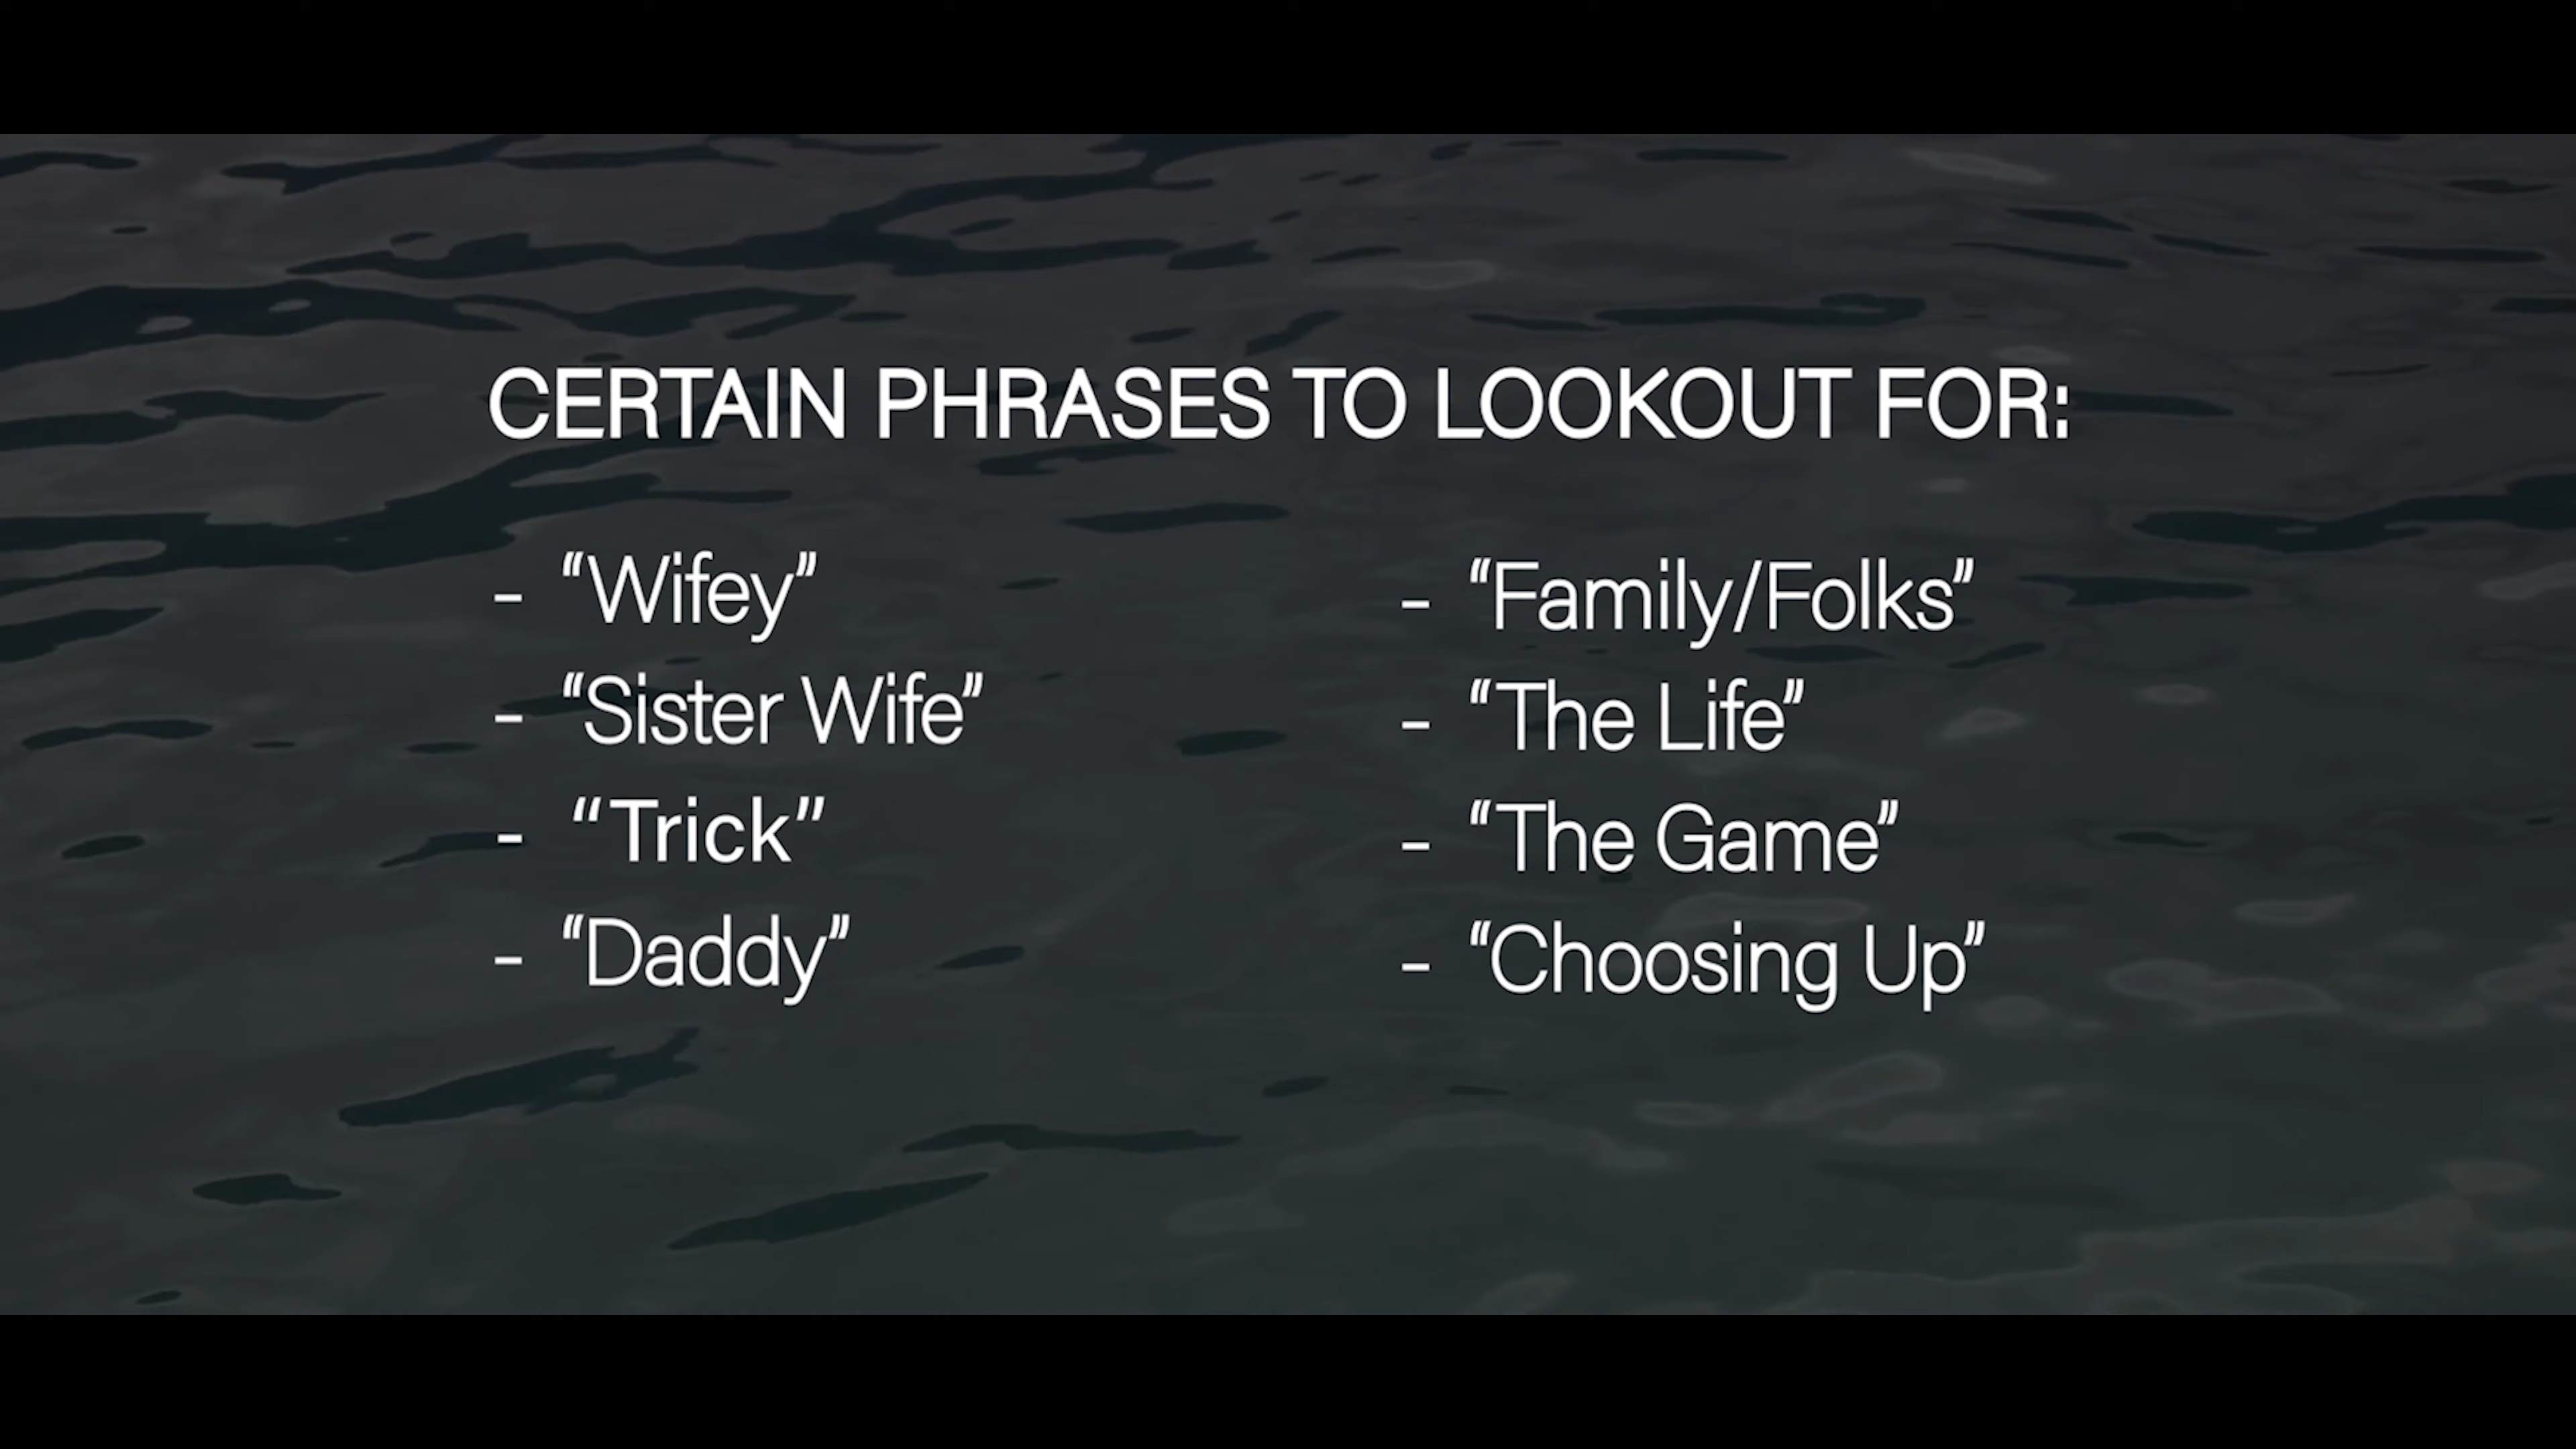 CERTAIN PHRASES TO LOOKOUT FOR:
- “Wifey”
- “Sister Wife”
- “Trick”
- “Daddy”
- “Family/Folks”
- “The Life”
- “The Game”
- “Choosing Up”